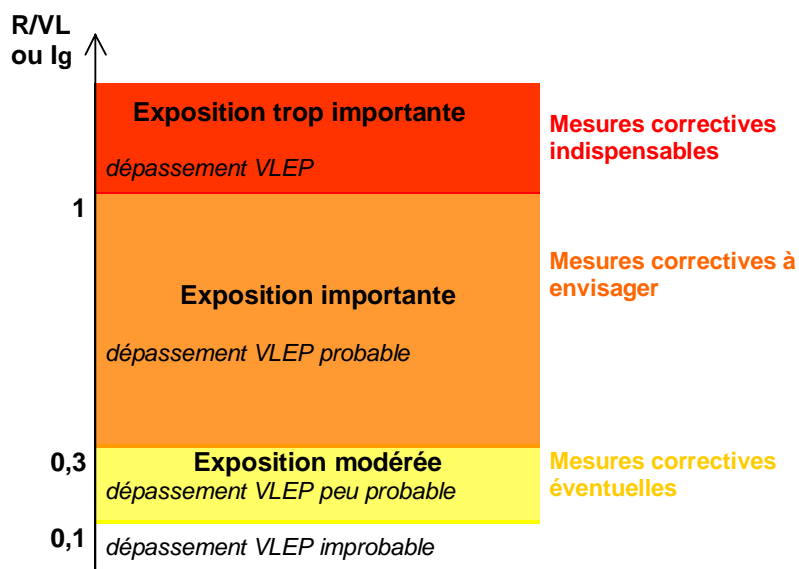 R/VL
ou Ig
Exposition trop importante
dépassement VLEP
Mesures correctives
indispensables
1
Exposition importante
dépassement VLEP probable
Mesures correctives à
envisager
0,3
Exposition modérée
dépassement VLEP peu probable
Mesures correctives
éventuelles
0,1
dépassement VLEP improbable